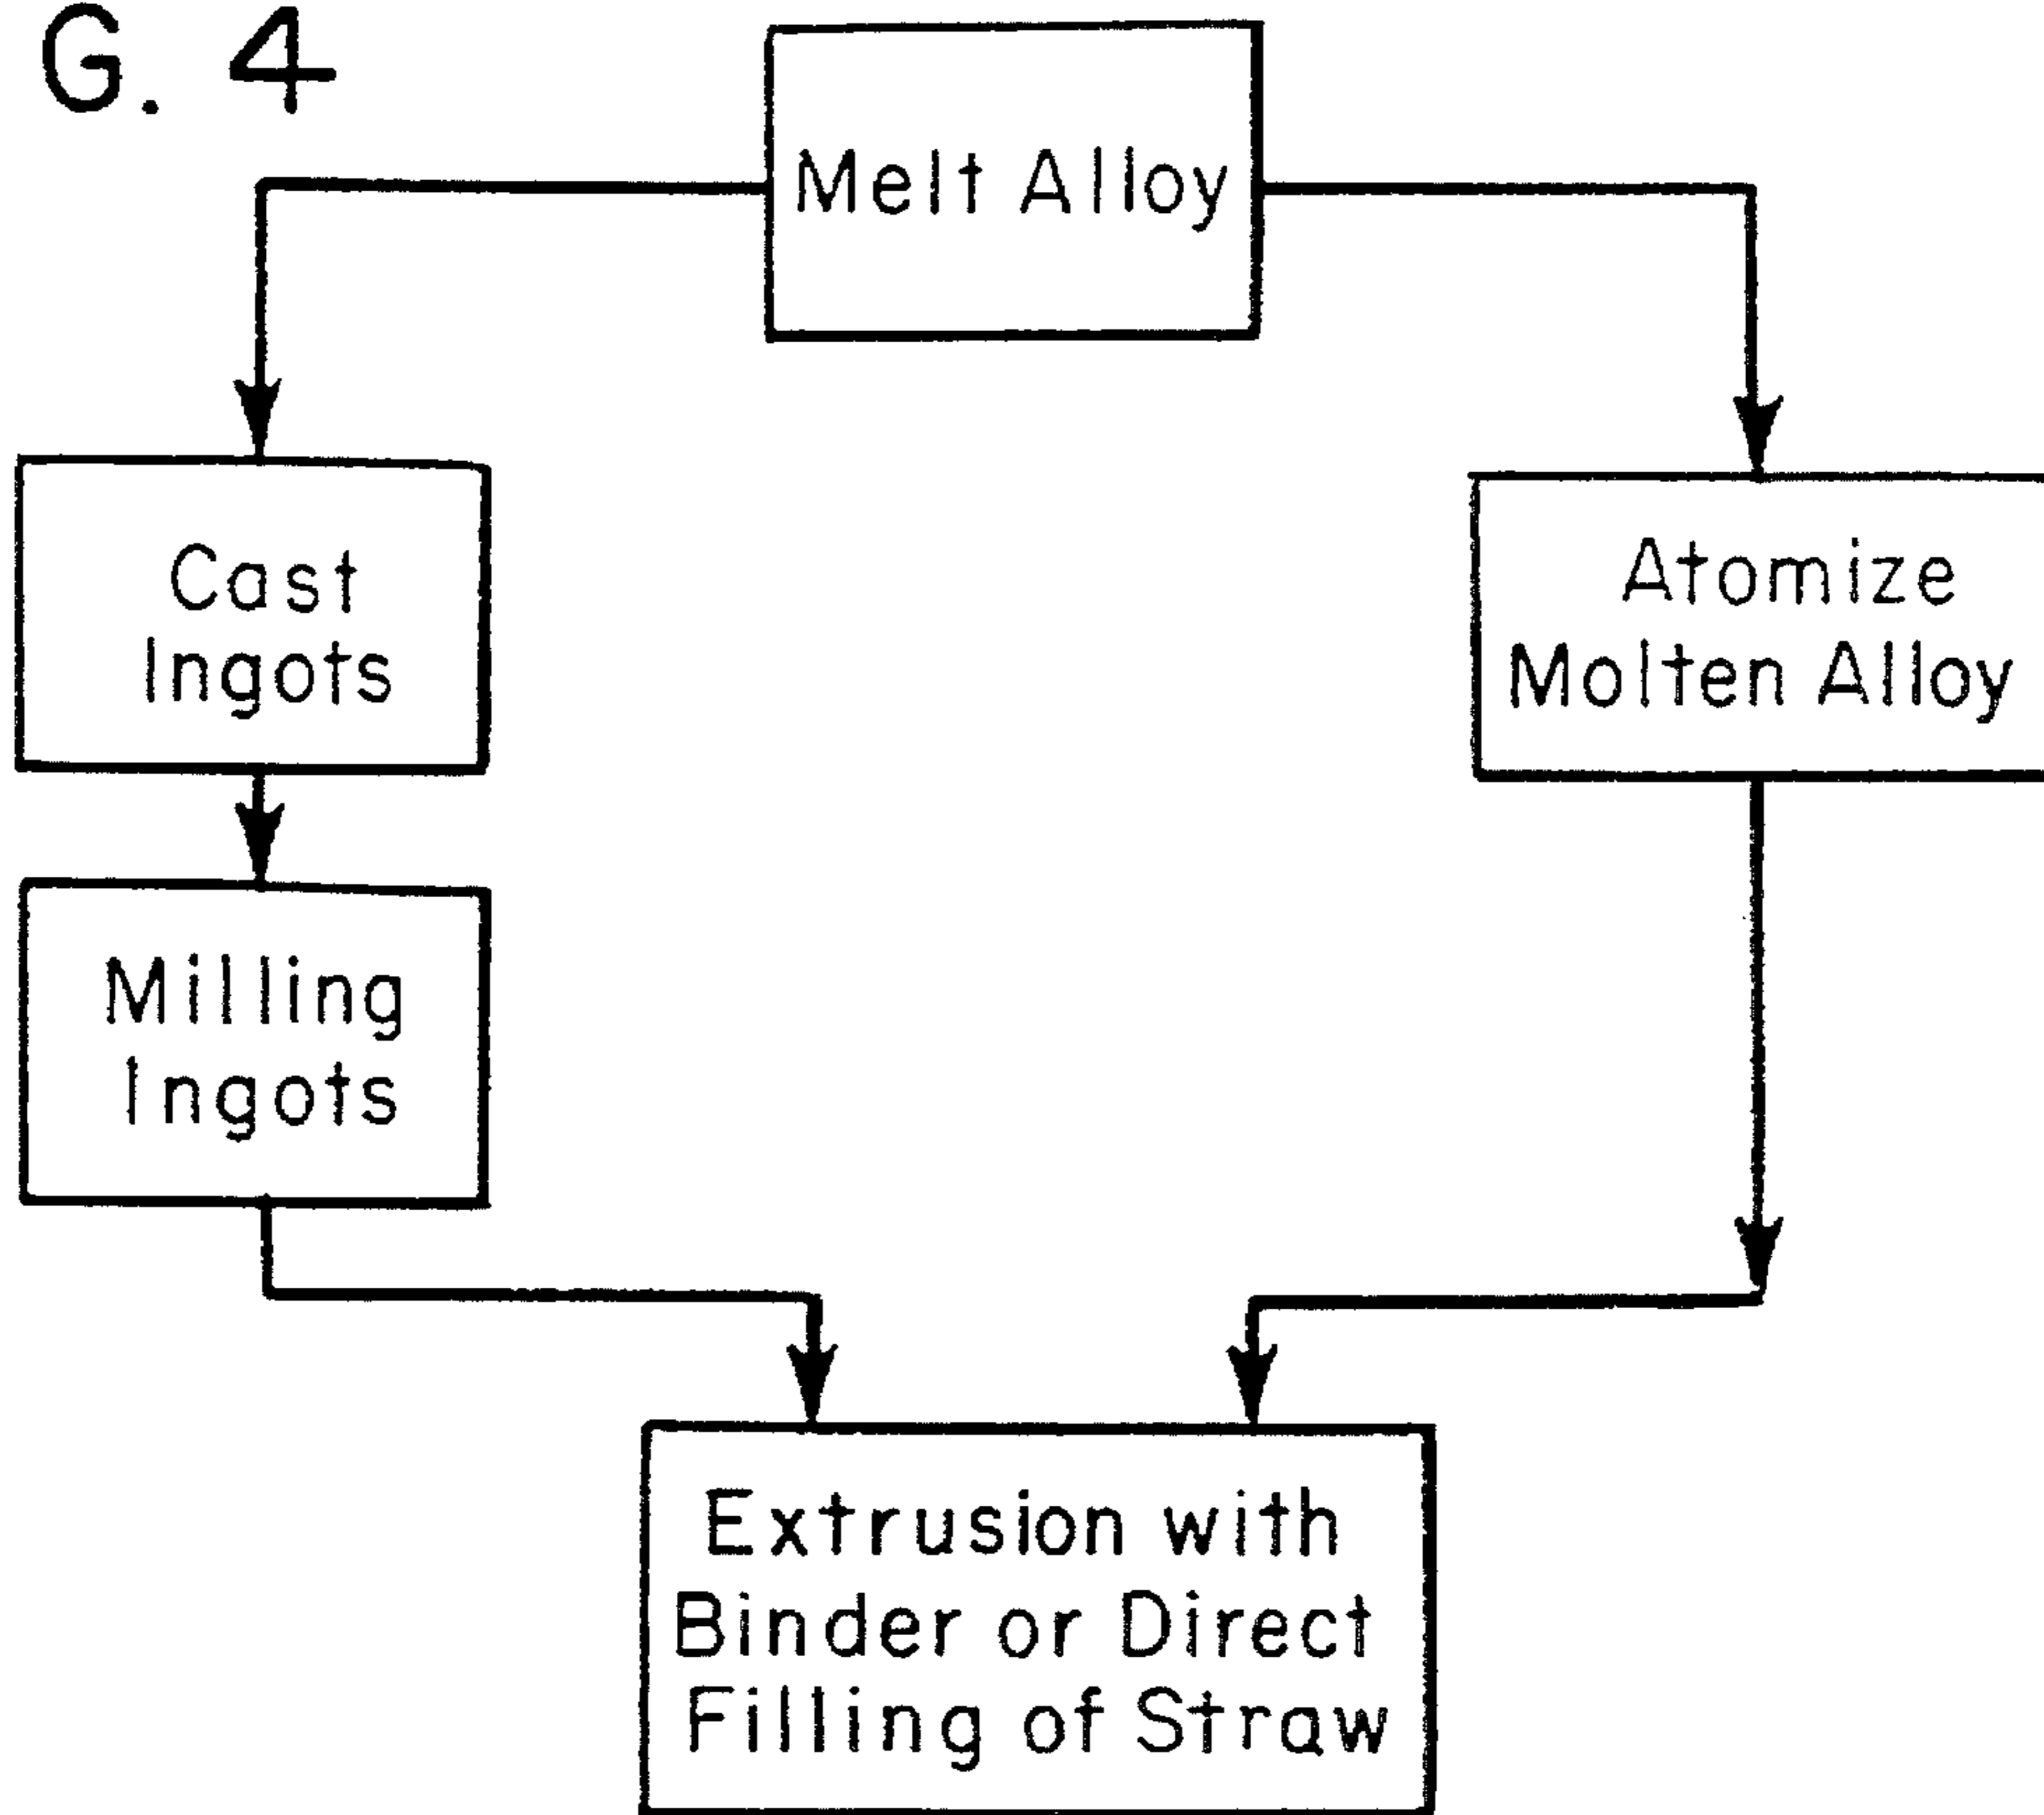 G. 4
Melt Alloy
Cast
Ingots
Atomize
Molten Alloy
Milling
Ingots
Extrusion with
Binder or Direct
Filling of Straw